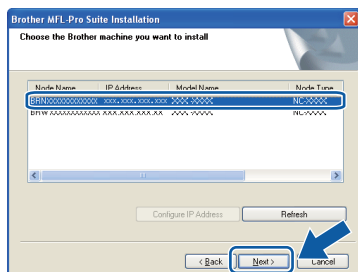 Brother MFL-Pro Suite Installation
Choose the Brother machine you want to install
Node Name IP Address Model Name Node Type
BRNXXXXXXXXXXXX xxx.xxx.xxx.xxx XXX-XXXX NC-XXXX
BRWXXXXXXXXXXXX XXX.XXX.XXX.XX XXX-XXXX NC-XXXX
Configure IP Address Refresh
< Back Next > Cancel